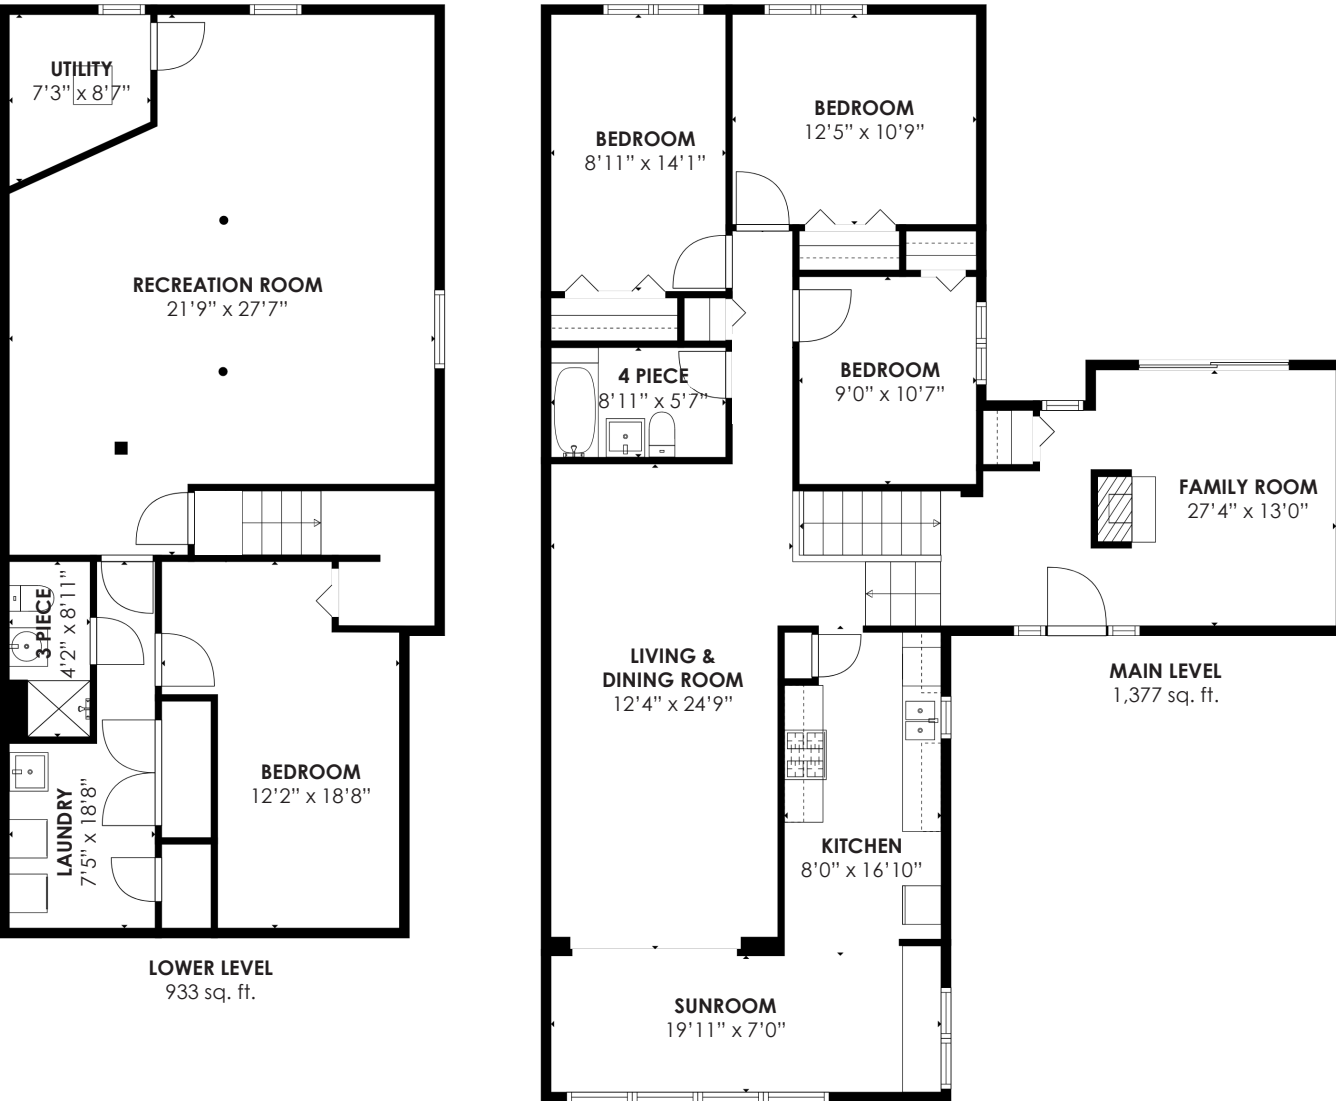 UTILITY
7’3” x 8’7”
RECREATION ROOM
21’9” x 27’7”
3 PIECE
4’2” x 8’11”
LAUNDRY
7’5” x 18’8”
BEDROOM
12’2” x 18’8”
LOWER LEVEL
933 sq. ft.
BEDROOM
8’11” x 14’1”
BEDROOM
12’5” x 10’9”
4 PIECE
8’11” x 5’7”
BEDROOM
9’0” x 10’7”
FAMILY ROOM
27’4” x 13’0”
LIVING &
DINING ROOM
12’4” x 24’9”
KITCHEN
8’0” x 16’10”
SUNROOM
19’11” x 7’0”
MAIN LEVEL
1,377 sq. ft.